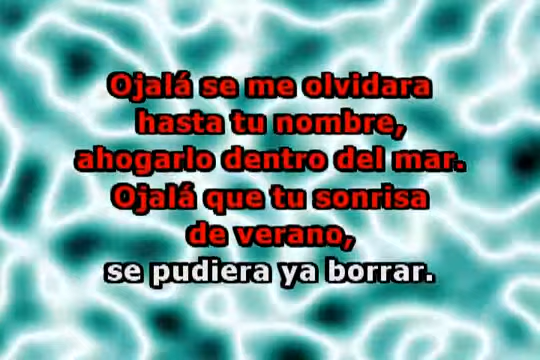 Ojalá se me olvidara
hasta tu nombre,
ahogarlo dentro del mar.
Ojalá que tu sonrisa
de verano,
se pudiera ya borrar.